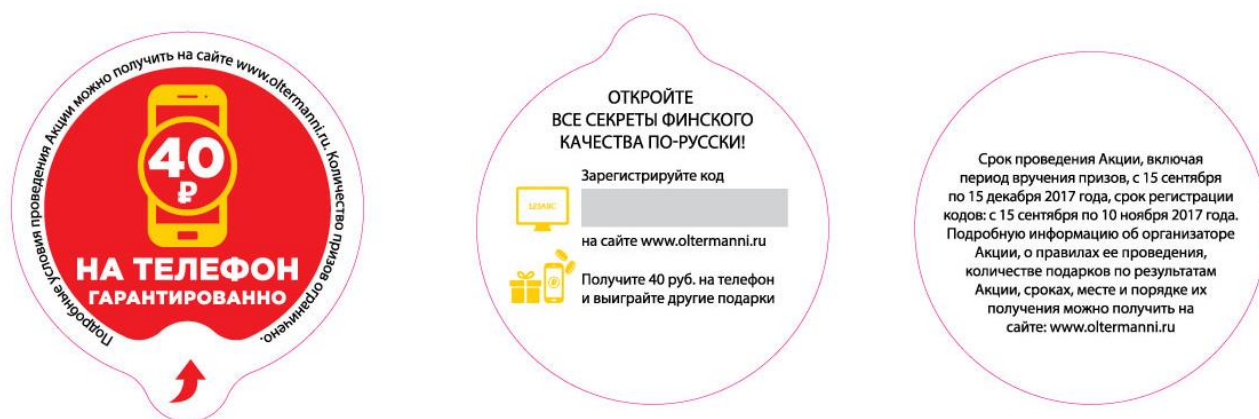 Подробные условия проведения Акции можно получить на сайте www.oltermanni.ru. Количество призов ограничено.
40
₽
НА ТЕЛЕФОН
ГАРАНТИРОВАННО
ОТКРОЙТЕ
ВСЕ СЕКРЕТЫ ФИНСКОГО
КАЧЕСТВА ПО-РУССКИ!
Зарегистрируйте код
123ABC
на сайте www.oltermanni.ru
Получите 40 руб. на телефон
и выиграйте другие подарки
Срок проведения Акции, включая
период вручения призов, с 15 сентября
по 15 декабря 2017 года, срок регистрации
кодов: с 15 сентября по 10 ноября 2017 года.
Подробную информацию об организаторе
Акции, о правилах ее проведения,
количестве подарков по результатам
Акции, сроках, месте и порядке их
получения можно получить на
сайте: www.oltermanni.ru